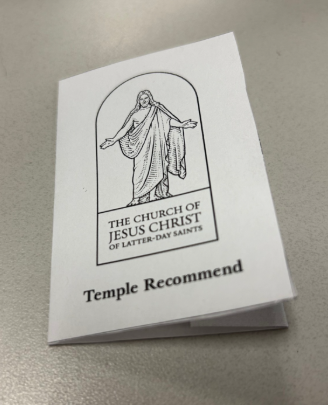 THE CHURCH OF
JESUS CHRIST
OF LATTER-DAY SAINTS
Temple Recommend